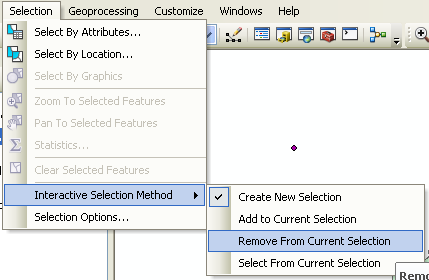 Selection Geoprocessing Customize Windows Help
Select By Attributes...
Select By Location...
Select By Graphics
Zoom To Selected Features
Pan To Selected Features
Statistics...
Clear Selected Features
Interactive Selection Method
Selection Options...
Create New Selection
Add to Current Selection
Remove From Current Selection
Select From Current Selection
Remo